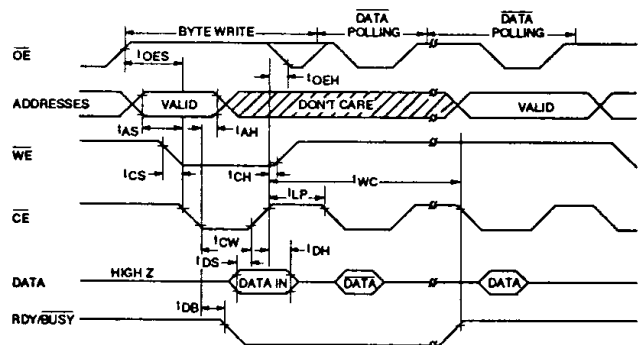 BYTE WRITE
DATA POLLING
DATA POLLING
OE
tOES
tOEH
ADDRESSES
VALID
DON'T CARE
VALID
tAS
tAH
WE
tCS
tCH
tWC
tLP
CE
tCW
tDS
tDH
DATA
HIGH Z
DATA IN
DATA
DATA
tDB
RDY/BUSY